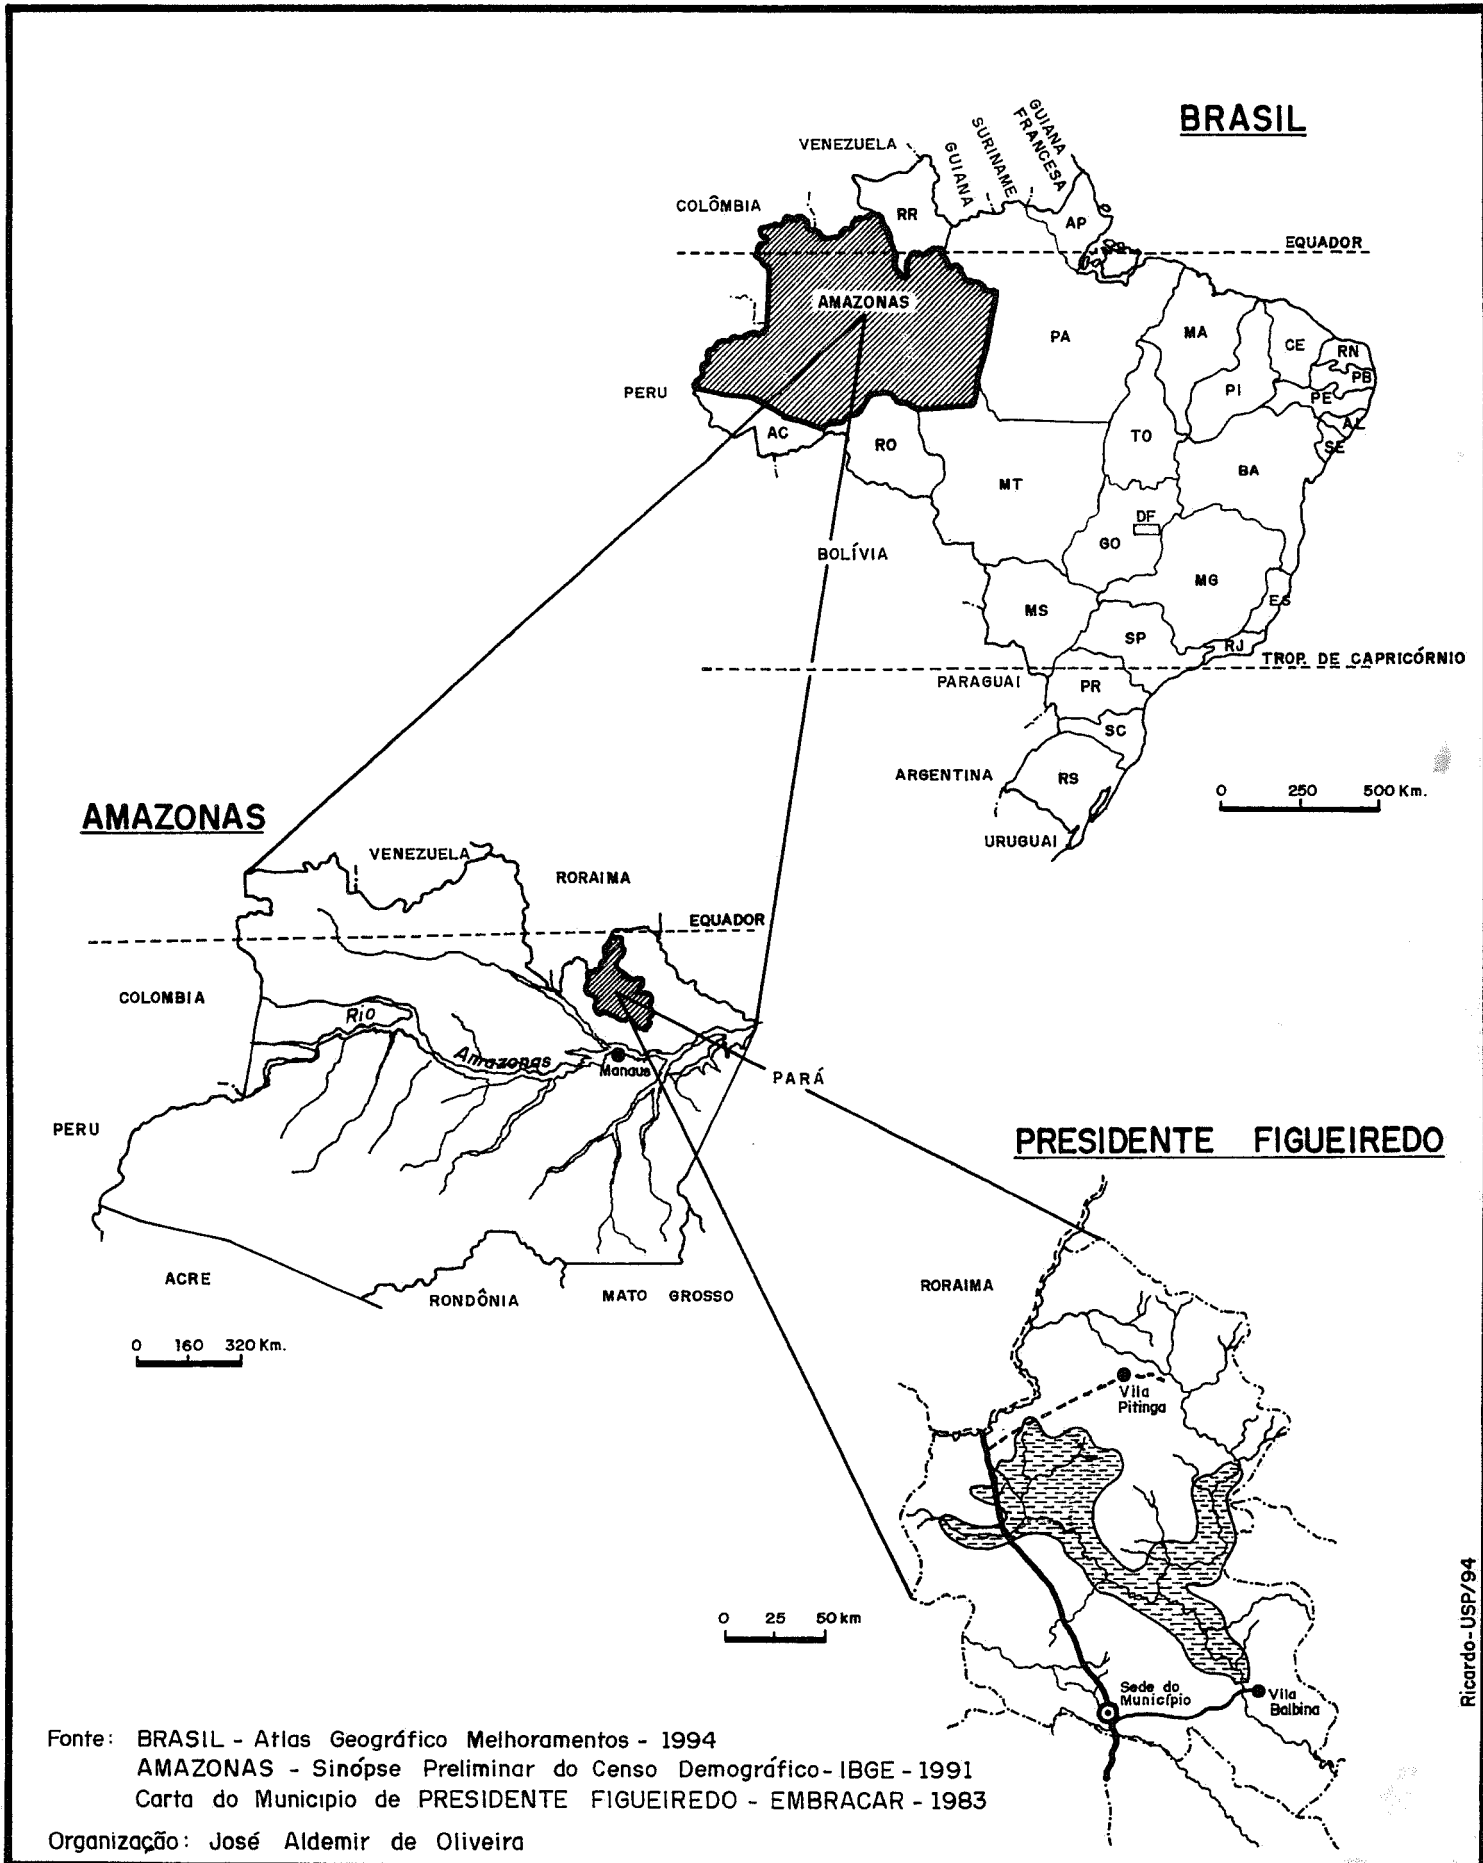 BRASIL
VENEZUELA
GUIANA
SURINAME
GUIANA
FRANCESA
COLÔMBIA
RR
AP
EQUADOR
AMAZONAS
PA
MA
CE
RN
PB
PERU
PI
PE
AL
AC
RO
TO
SE
MT
BA
DF
GO
BOLÍVIA
MG
MS
ES
SP
RJ
TROP. DE CAPRICÓRNIO
PARAGUAI
PR
SC
ARGENTINA
RS
0 250 500 Km.
URUGUAI
AMAZONAS
VENEZUELA
RORAIMA
EQUADOR
COLOMBIA
Rio
Amazonas
Manaus
PARÁ
PERU
ACRE
RONDÔNIA
MATO GROSSO
0 160 320 Km.
PRESIDENTE FIGUEIREDO
RORAIMA
Vila
Pitinga
0 25 50 km
Sede do
Município
Vila
Balbina
Ricardo-USP/94
Fonte: BRASIL - Atlas Geográfico Melhoramentos - 1994
AMAZONAS - Sinópse Preliminar do Censo Demográfico - IBGE - 1991
Carta do Municipio de PRESIDENTE FIGUEIREDO - EMBRACAR - 1983
Organização: José Aldemir de Oliveira